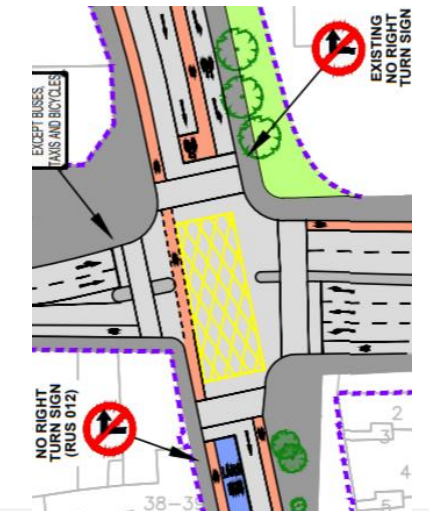 EXISTING
NO RIGHT
TURN SIGN
EXCEPT BUSES,
TAXIS AND BICYCLES
NO RIGHT
TURN SIGN
(RUS 012)
2
3
4
5
38-39